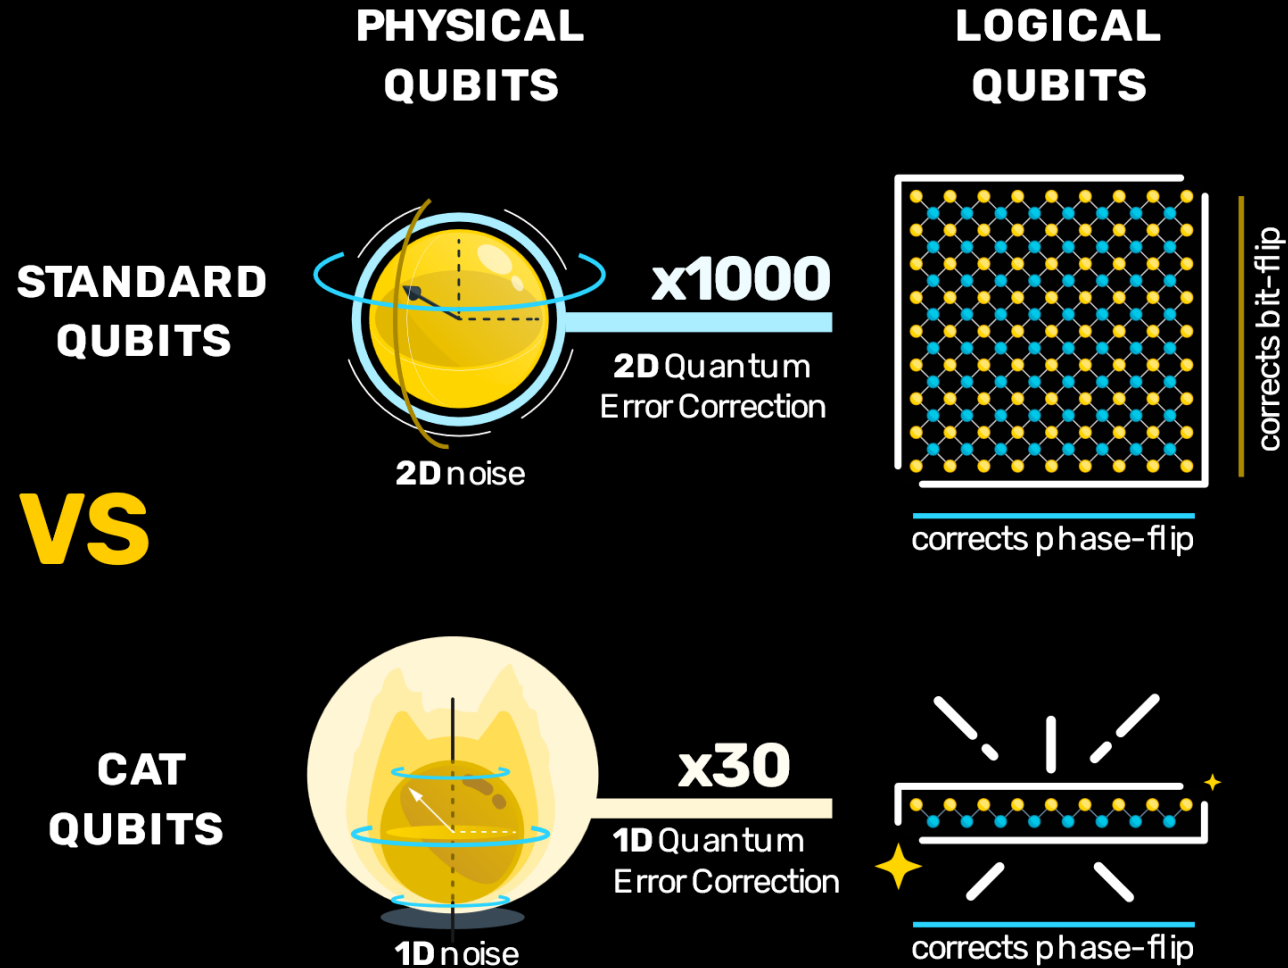 PHYSICAL
QUBITS
LOGICAL
QUBITS
STANDARD
QUBITS
x1000
2D Quantum
Error Correction
2D noise
corrects bit-flip
corrects phase-flip
VS
CAT
QUBITS
x30
1D Quantum
Error Correction
1D noise
corrects phase-flip